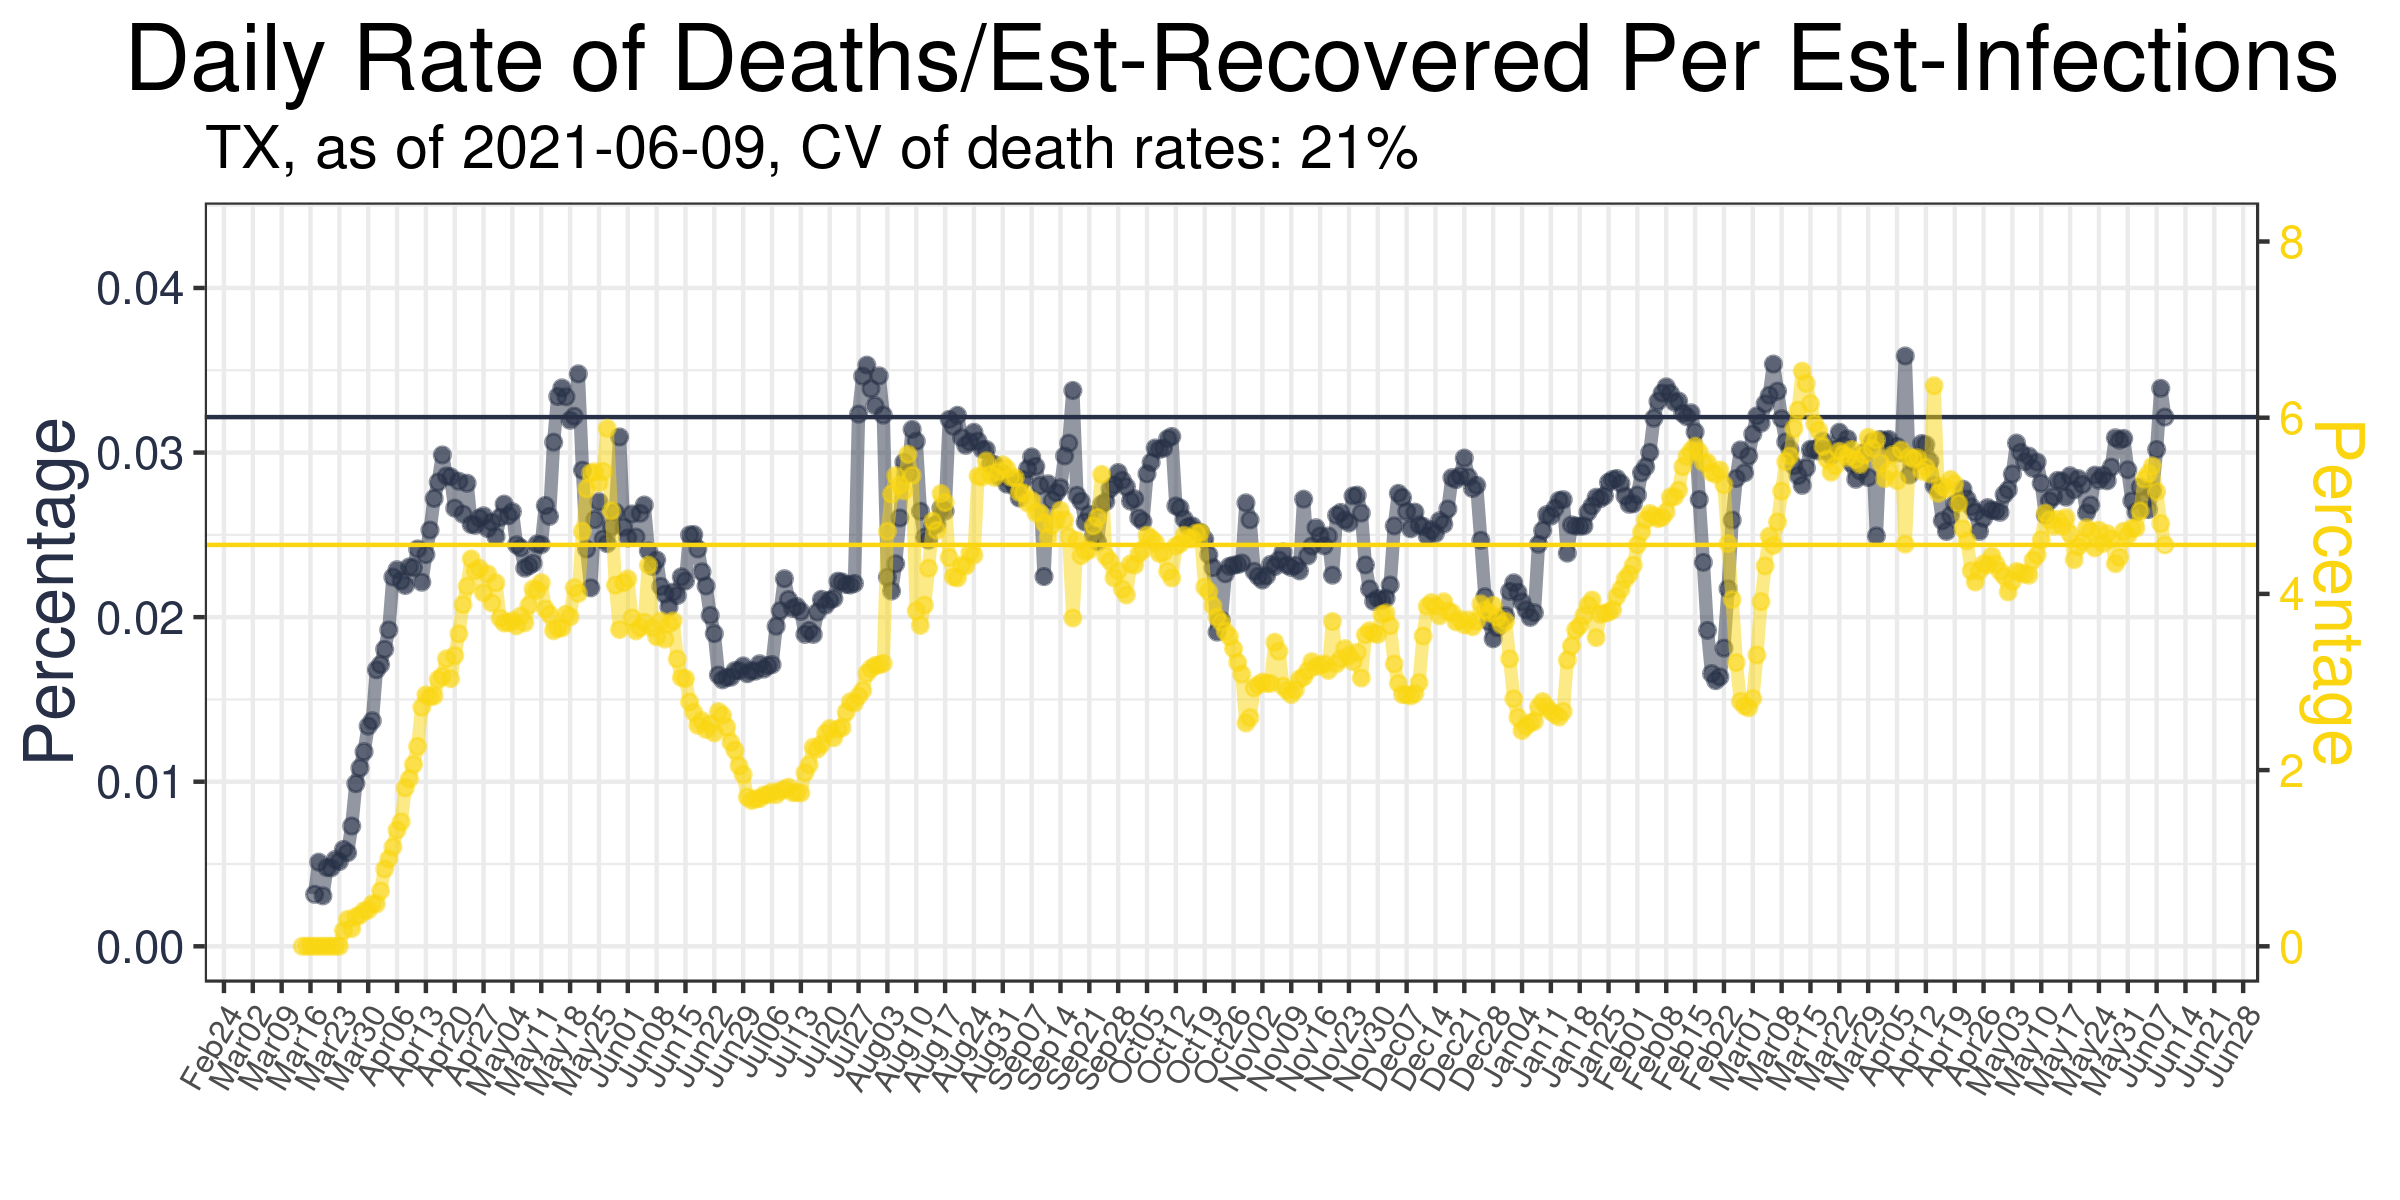 Daily Rate of Deaths/Est-Recovered Per Est-Infections
TX, as of 2021-06-09, CV of death rates: 21%
Percentage
0.04
0.03
0.02
0.01
0.00
8
6
4
2
0
Percentage
Feb24
Mar02
Mar09
Mar16
Mar23
Mar30
Apr06
Apr13
Apr20
Apr27
May04
May11
May18
May25
Jun01
Jun08
Jun15
Jun22
Jun29
Jul06
Jul13
Jul20
Jul27
Aug03
Aug10
Aug17
Aug24
Aug31
Sep07
Sep14
Sep21
Sep28
Oct05
Oct12
Oct19
Oct26
Nov02
Nov09
Nov16
Nov23
Nov30
Dec07
Dec14
Dec21
Dec28
Jan04
Jan11
Jan18
Jan25
Feb01
Feb08
Feb15
Feb22
Mar01
Mar08
Mar15
Mar22
Mar29
Apr05
Apr12
Apr19
Apr26
May03
May10
May17
May24
May31
Jun07
Jun14
Jun21
Jun28